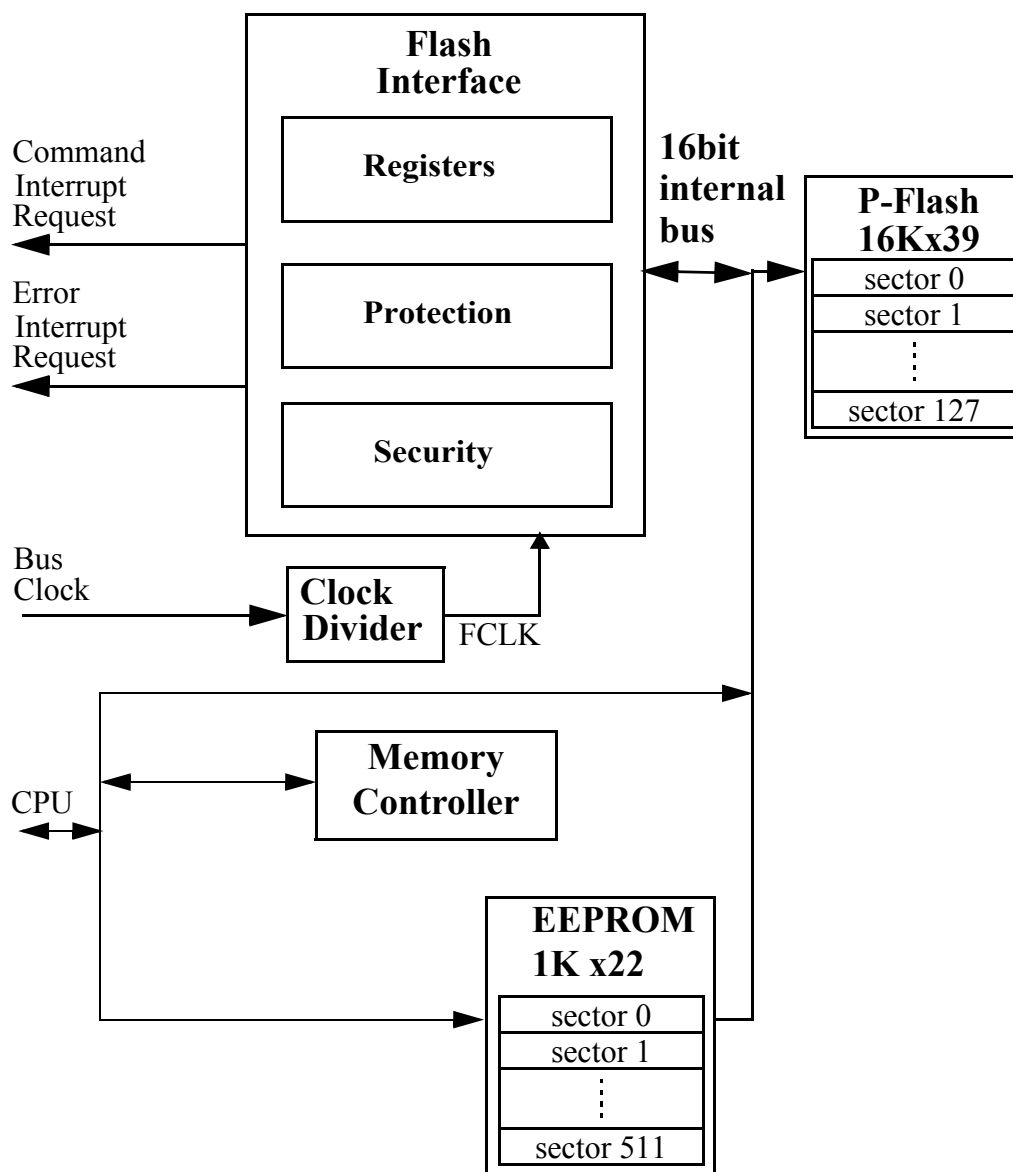 Flash
Interface
Registers
Protection
Security
Command
Interrupt
Request
Error
Interrupt
Request
16bit
internal
bus
P-Flash
16Kx39
sector 0
sector 1
sector 127
Bus
Clock
Clock
Divider
FCLK
Memory
Controller
CPU
EEPROM
1K x22
sector 0
sector 1
sector 511